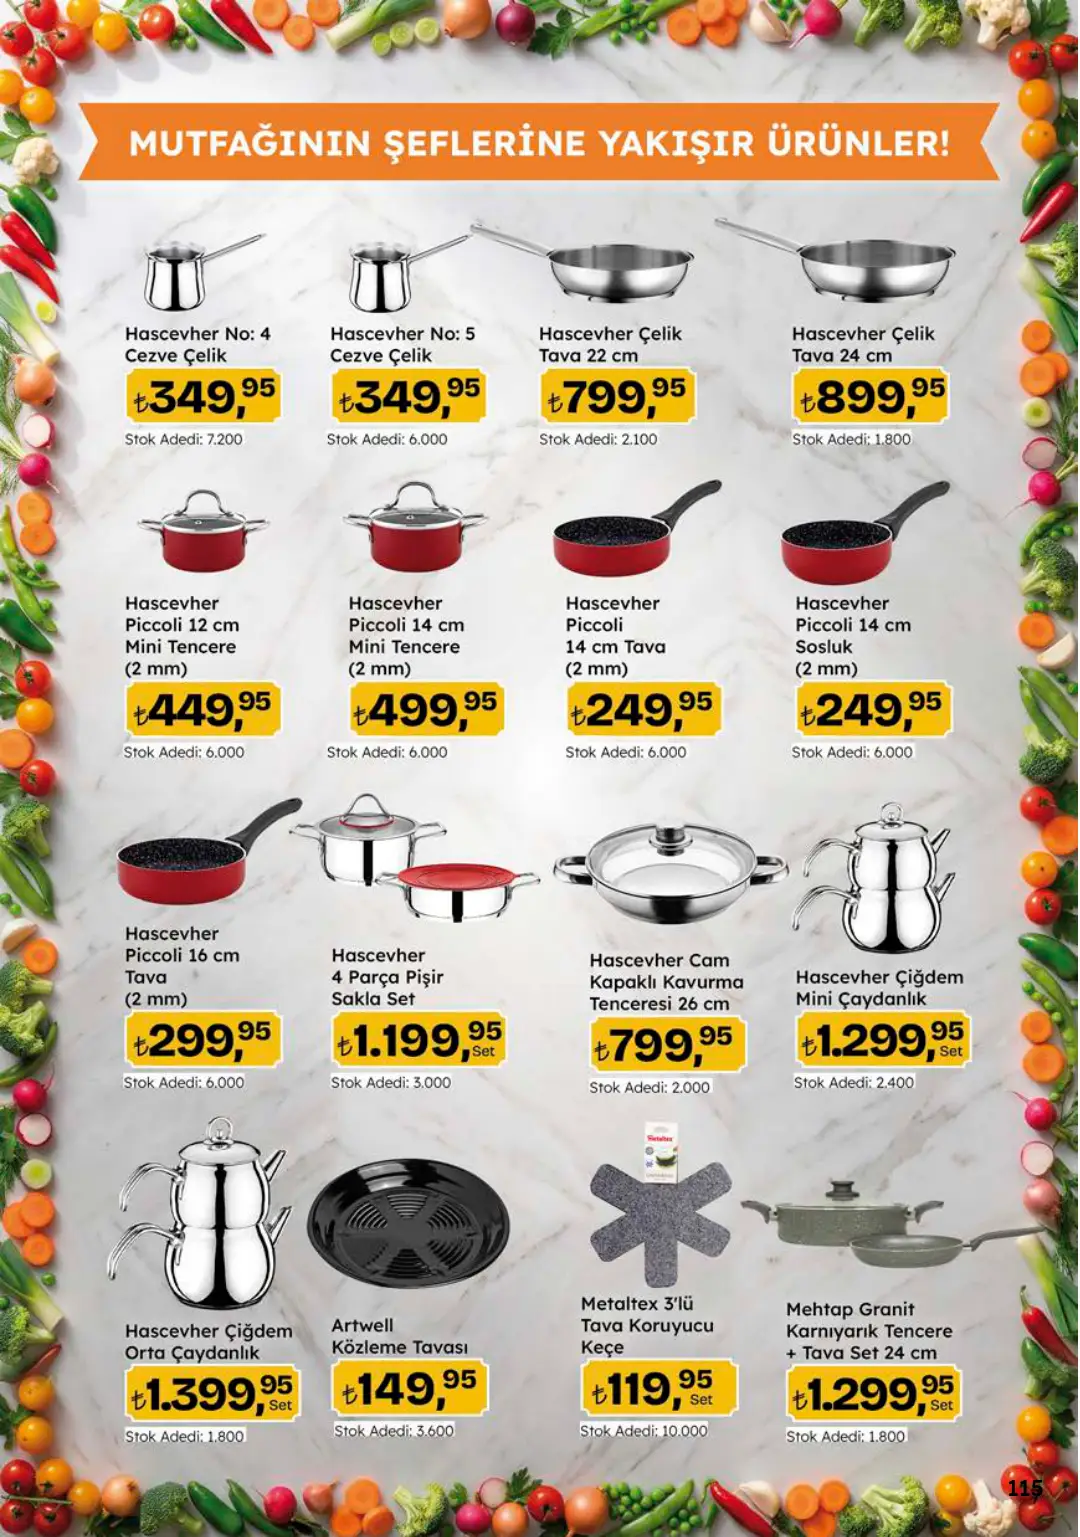 MUTFAĞININ ŞEFLERİNE YAKIŞIR ÜRÜNLER!
Hascevher No: 4
Cezve Çelik
₺349,95
Stok Adedi: 7.200
Hascevher No: 5
Cezve Çelik
₺349,95
Stok Adedi: 6.000
Hascevher Çelik
Tava 22 cm
₺799,95
Stok Adedi: 2.100
Hascevher Çelik
Tava 24 cm
₺899,95
Stok Adedi: 1.800
Hascevher
Piccoli 12 cm
Mini Tencere
(2 mm)
₺449,95
Stok Adedi: 6.000
Hascevher
Piccoli 14 cm
Mini Tencere
(2 mm)
₺499,95
Stok Adedi: 6.000
Hascevher
Piccoli
14 cm Tava
(2 mm)
₺249,95
Stok Adedi: 6.000
Hascevher
Piccoli 14 cm
Sosluk
(2 mm)
₺249,95
Stok Adedi: 6.000
Hascevher
Piccoli 16 cm
Tava
(2 mm)
₺299,95
Stok Adedi: 6.000
Hascevher
4 Parça Pişir
Sakla Set
₺1.199,95 Set
Stok Adedi: 3.000
Hascevher Cam
Kapaklı Kavurma
Tenceresi 26 cm
₺799,95
Stok Adedi: 2.000
Hascevher Çiğdem
Mini Çaydanlık
₺1.299,95 Set
Stok Adedi: 2.400
Hascevher Çiğdem
Orta Çaydanlık
₺1.399,95 Set
Stok Adedi: 1.800
Artwell
Közleme Tavası
₺149,95
Stok Adedi: 3.600
Metaltex
Metaltex 3'lü
Tava Koruyucu
Keçe
₺119,95 Set
Stok Adedi: 10.000
Mehtap Granit
Karnıyarık Tencere
+ Tava Set 24 cm
₺1.299,95 Set
Stok Adedi: 1.800
115